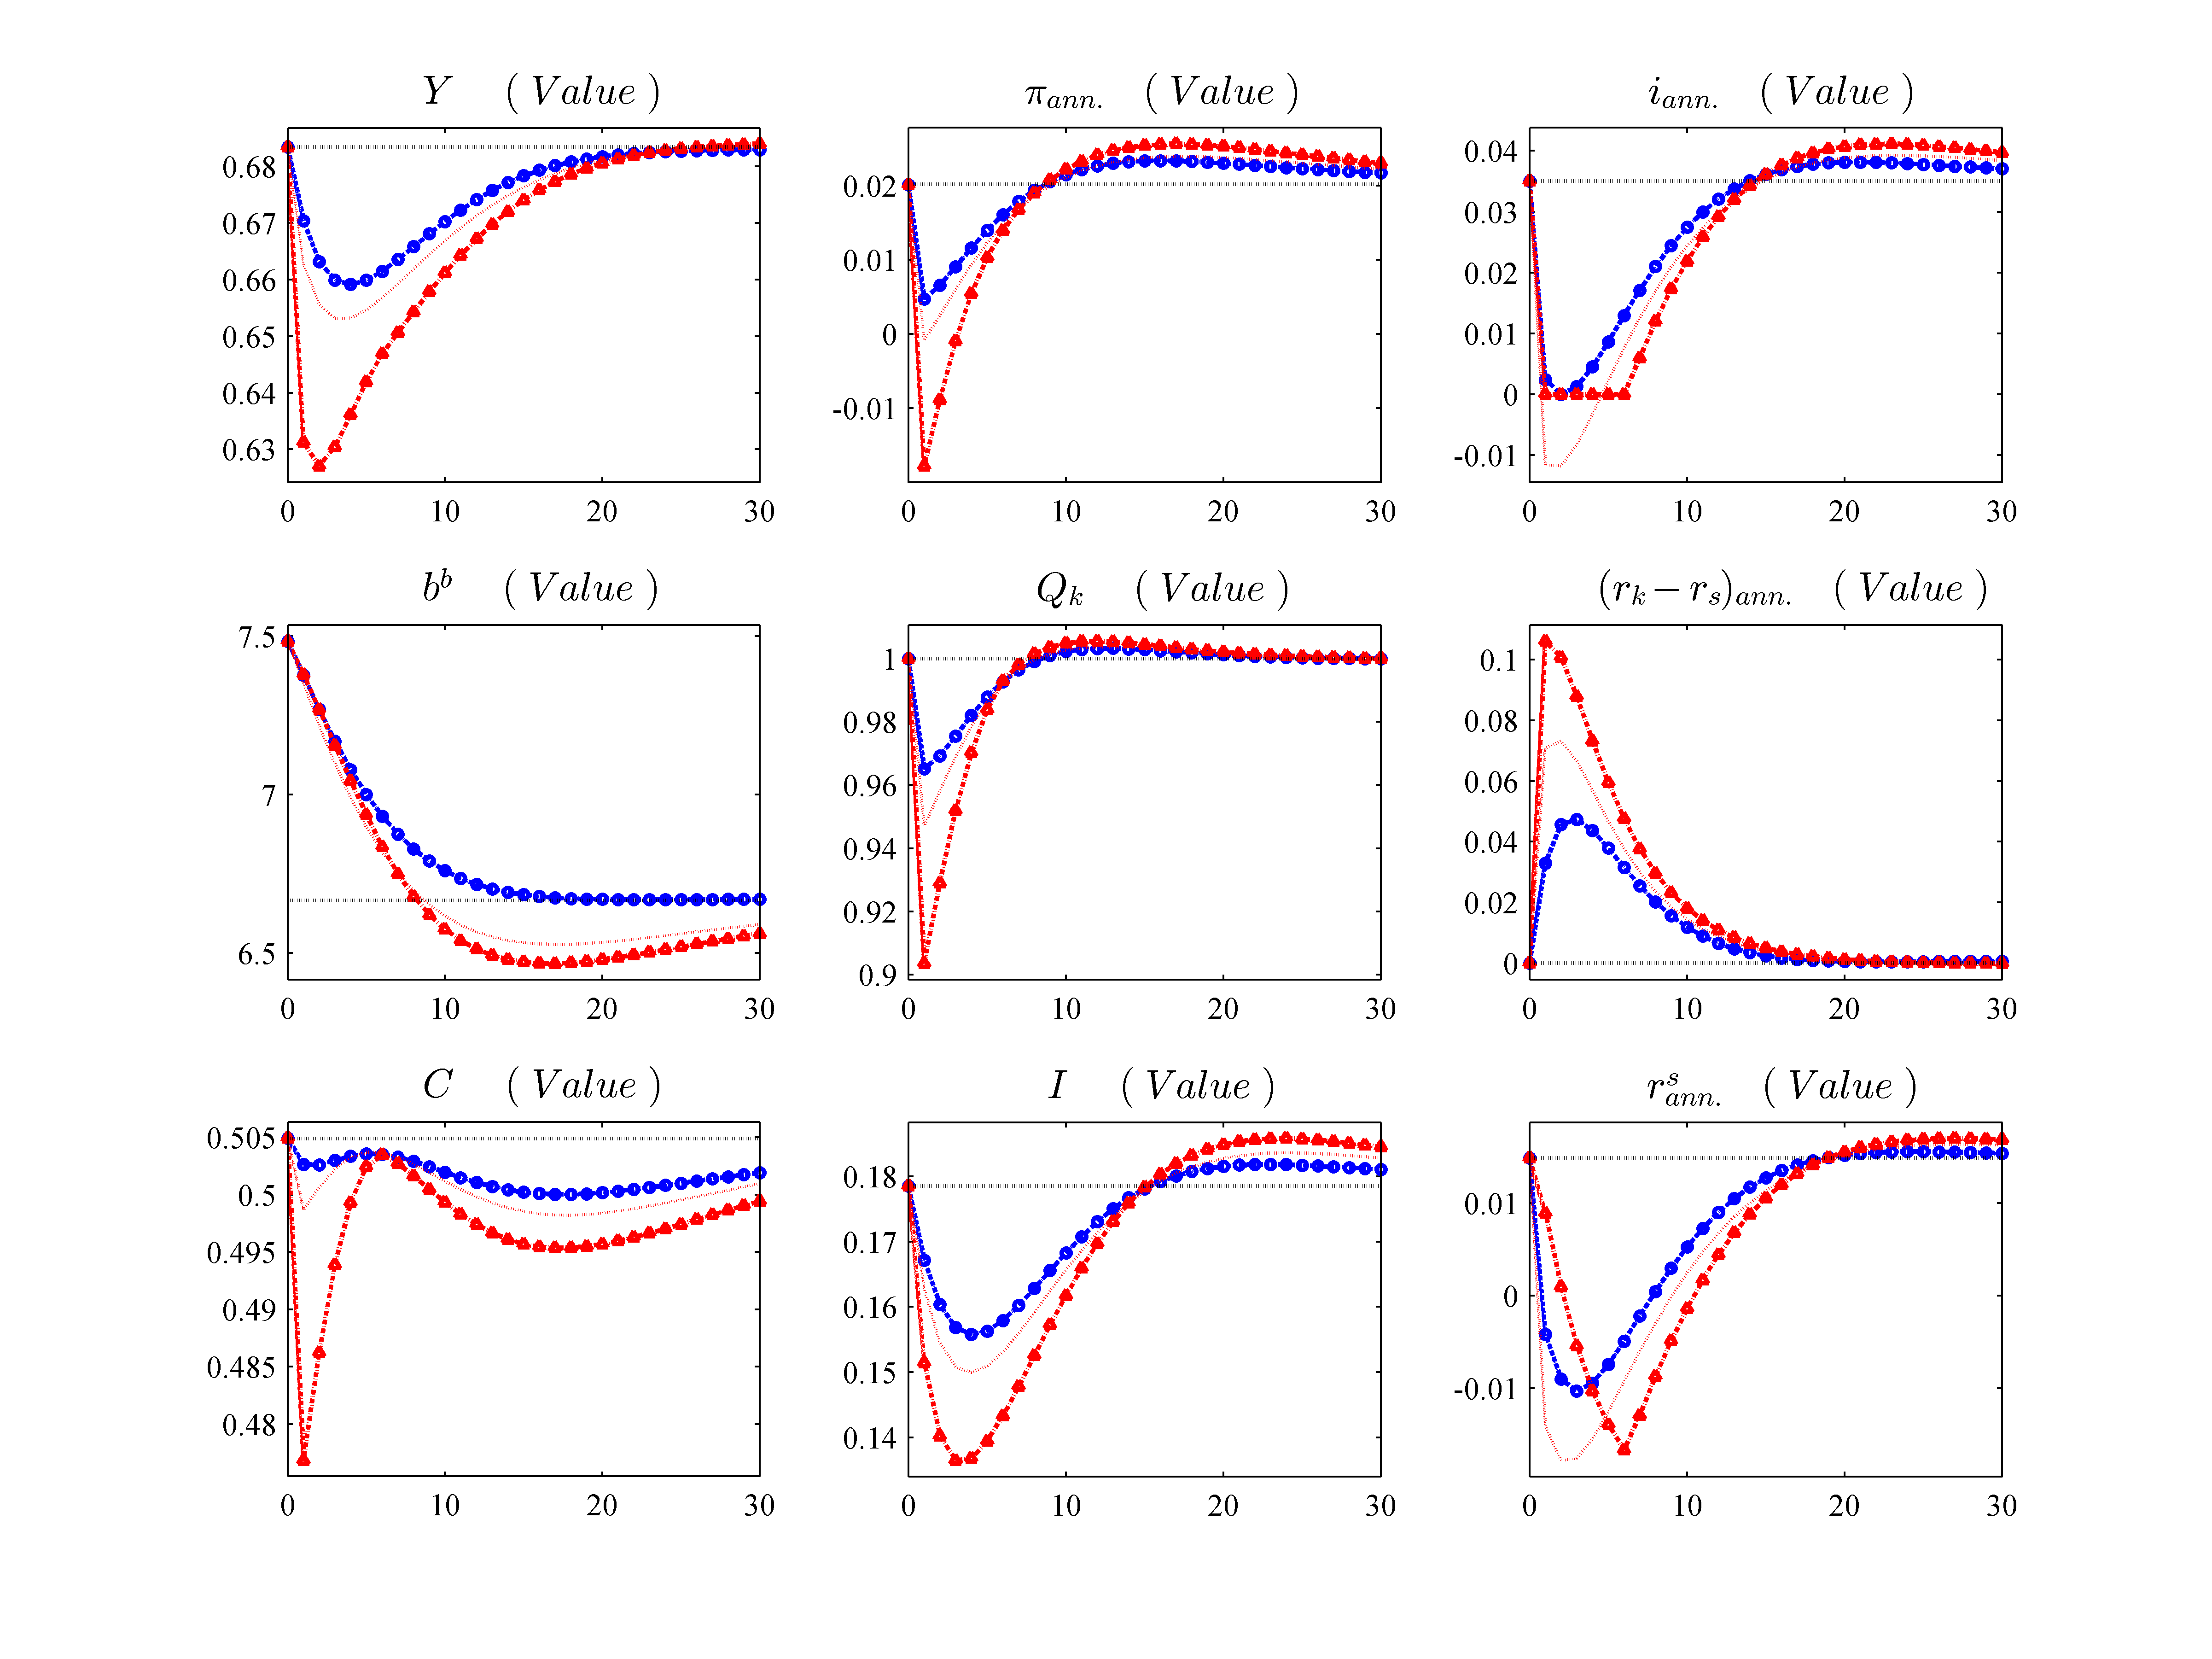 Y ( Value ) π_ann. ( Value ) i_ann. ( Value )
0.68 0.67 0.66 0.65 0.64 0.63
0 10 20 30
0.02 0.01 0 -0.01
0 10 20 30
0.04 0.03 0.02 0.01 0 -0.01
0 10 20 30
b^b ( Value ) Q_k ( Value ) (r_k − r_s)_ann. ( Value )
7.5 7 6.5
0 10 20 30
1 0.98 0.96 0.94 0.92 0.9
0 10 20 30
0.1 0.08 0.06 0.04 0.02 0
0 10 20 30
C ( Value ) I ( Value ) r^s_ann. ( Value )
0.505 0.5 0.495 0.49 0.485 0.48
0 10 20 30
0.18 0.17 0.16 0.15 0.14
0 10 20 30
0.01 0 -0.01
0 10 20 30